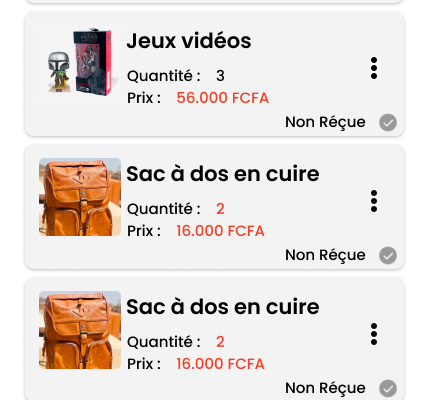 Jeux vidéos
Quantité : 3
Prix : 56.000 FCFA
Non Réçue
Sac à dos en cuire
Quantité : 2
Prix : 16.000 FCFA
Non Réçue
Sac à dos en cuire
Quantité : 2
Prix : 16.000 FCFA
Non Réçue